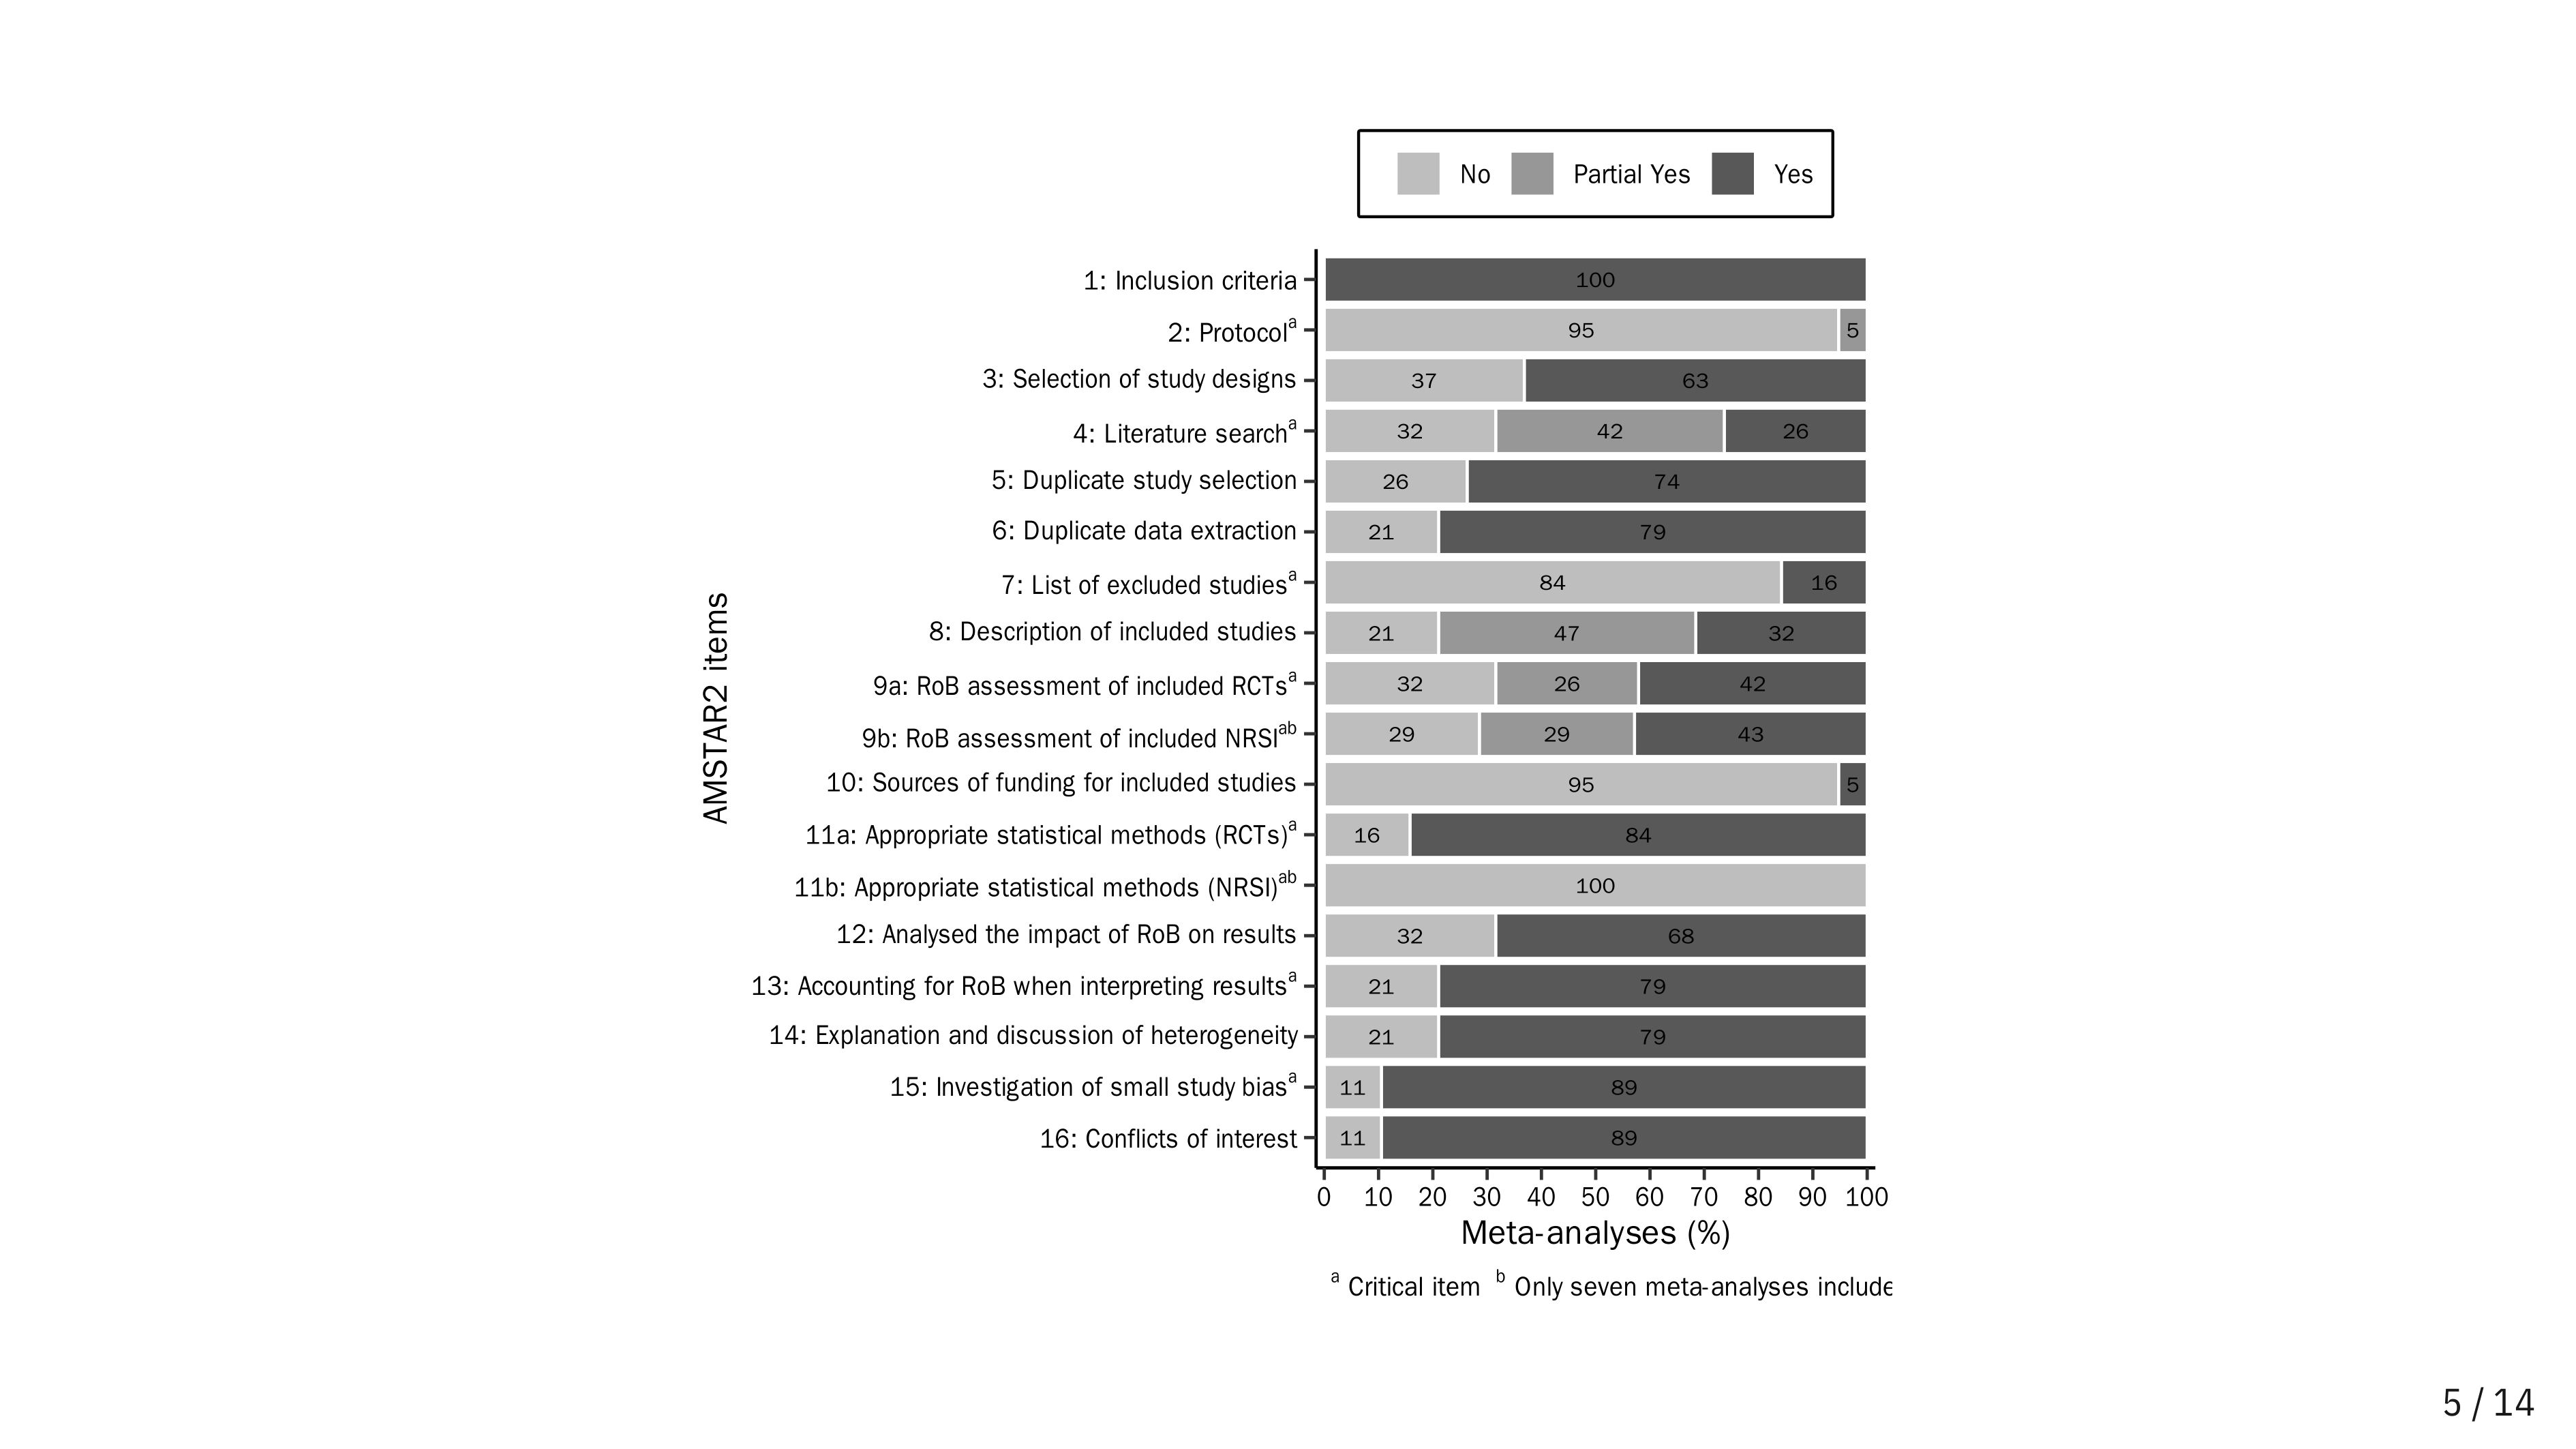 No Partial Yes Yes
1: Inclusion criteria 100
2: Protocolᵃ 95 5
3: Selection of study designs 37 63
4: Literature searchᵃ 32 42 26
5: Duplicate study selection 26 74
6: Duplicate data extraction 21 79
7: List of excluded studiesᵃ 84 16
8: Description of included studies 21 47 32
9a: RoB assessment of included RCTsᵃ 32 26 42
9b: RoB assessment of included NRSIᵃᵇ 29 29 43
10: Sources of funding for included studies 95 5
11a: Appropriate statistical methods (RCTs)ᵃ 16 84
11b: Appropriate statistical methods (NRSI)ᵃᵇ 100
12: Analysed the impact of RoB on results 32 68
13: Accounting for RoB when interpreting resultsᵃ 21 79
14: Explanation and discussion of heterogeneity 21 79
15: Investigation of small study biasᵃ 11 89
16: Conflicts of interest 11 89
AMSTAR2 items
0 10 20 30 40 50 60 70 80 90 100
Meta-analyses (%)
ᵃ Critical item ᵇ Only seven meta-analyses include
5 / 14